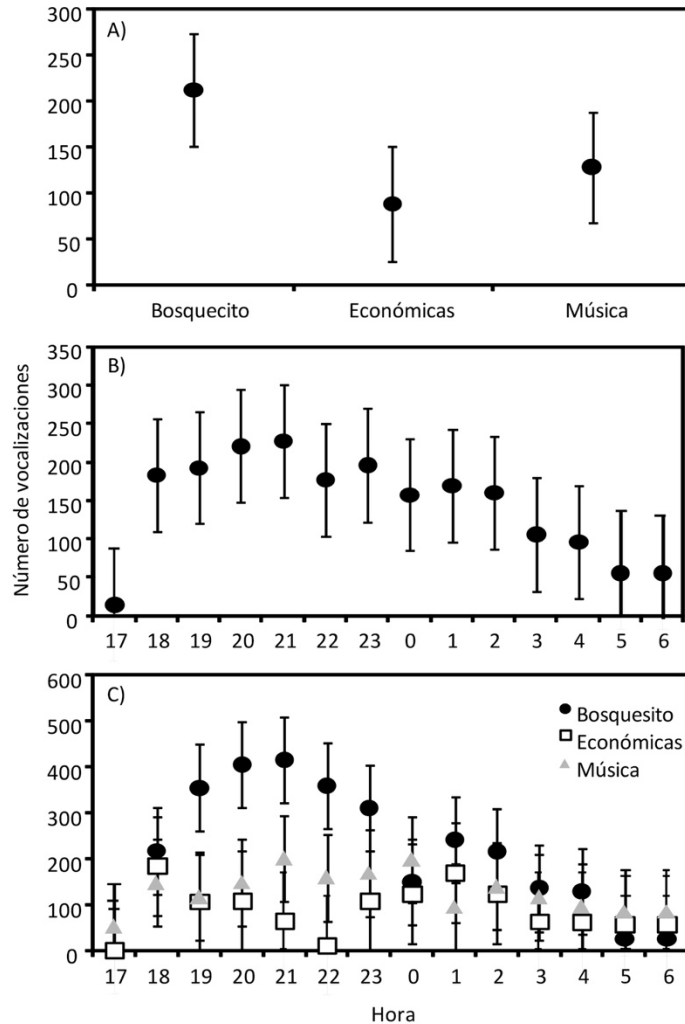 300
A)
250
200
150
100
50
0
Bosquecito Económicas Música
350
B)
300
250
200
150
100
50
0
17 18 19 20 21 22 23 0 1 2 3 4 5 6
Número de vocalizaciones
600
C)
500
400
300
200
100
0
Bosquesito
Económicas
Música
17 18 19 20 21 22 23 0 1 2 3 4 5 6
Hora